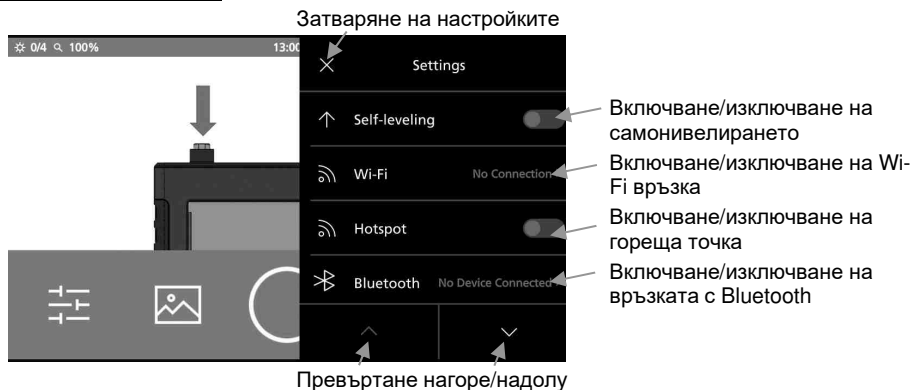 Затваряне на настройките
0/4 100% 13:00
Settings
Self-leveling
Wi-Fi No Connection
Hotspot
Bluetooth No Device Connected
Включване/изключване на
самонивелирането
Включване/изключване на Wi-
Fi връзка
Включване/изключване на
гореща точка
Включване/изключване на
връзката с Bluetooth
Превъртане нагоре/надолу